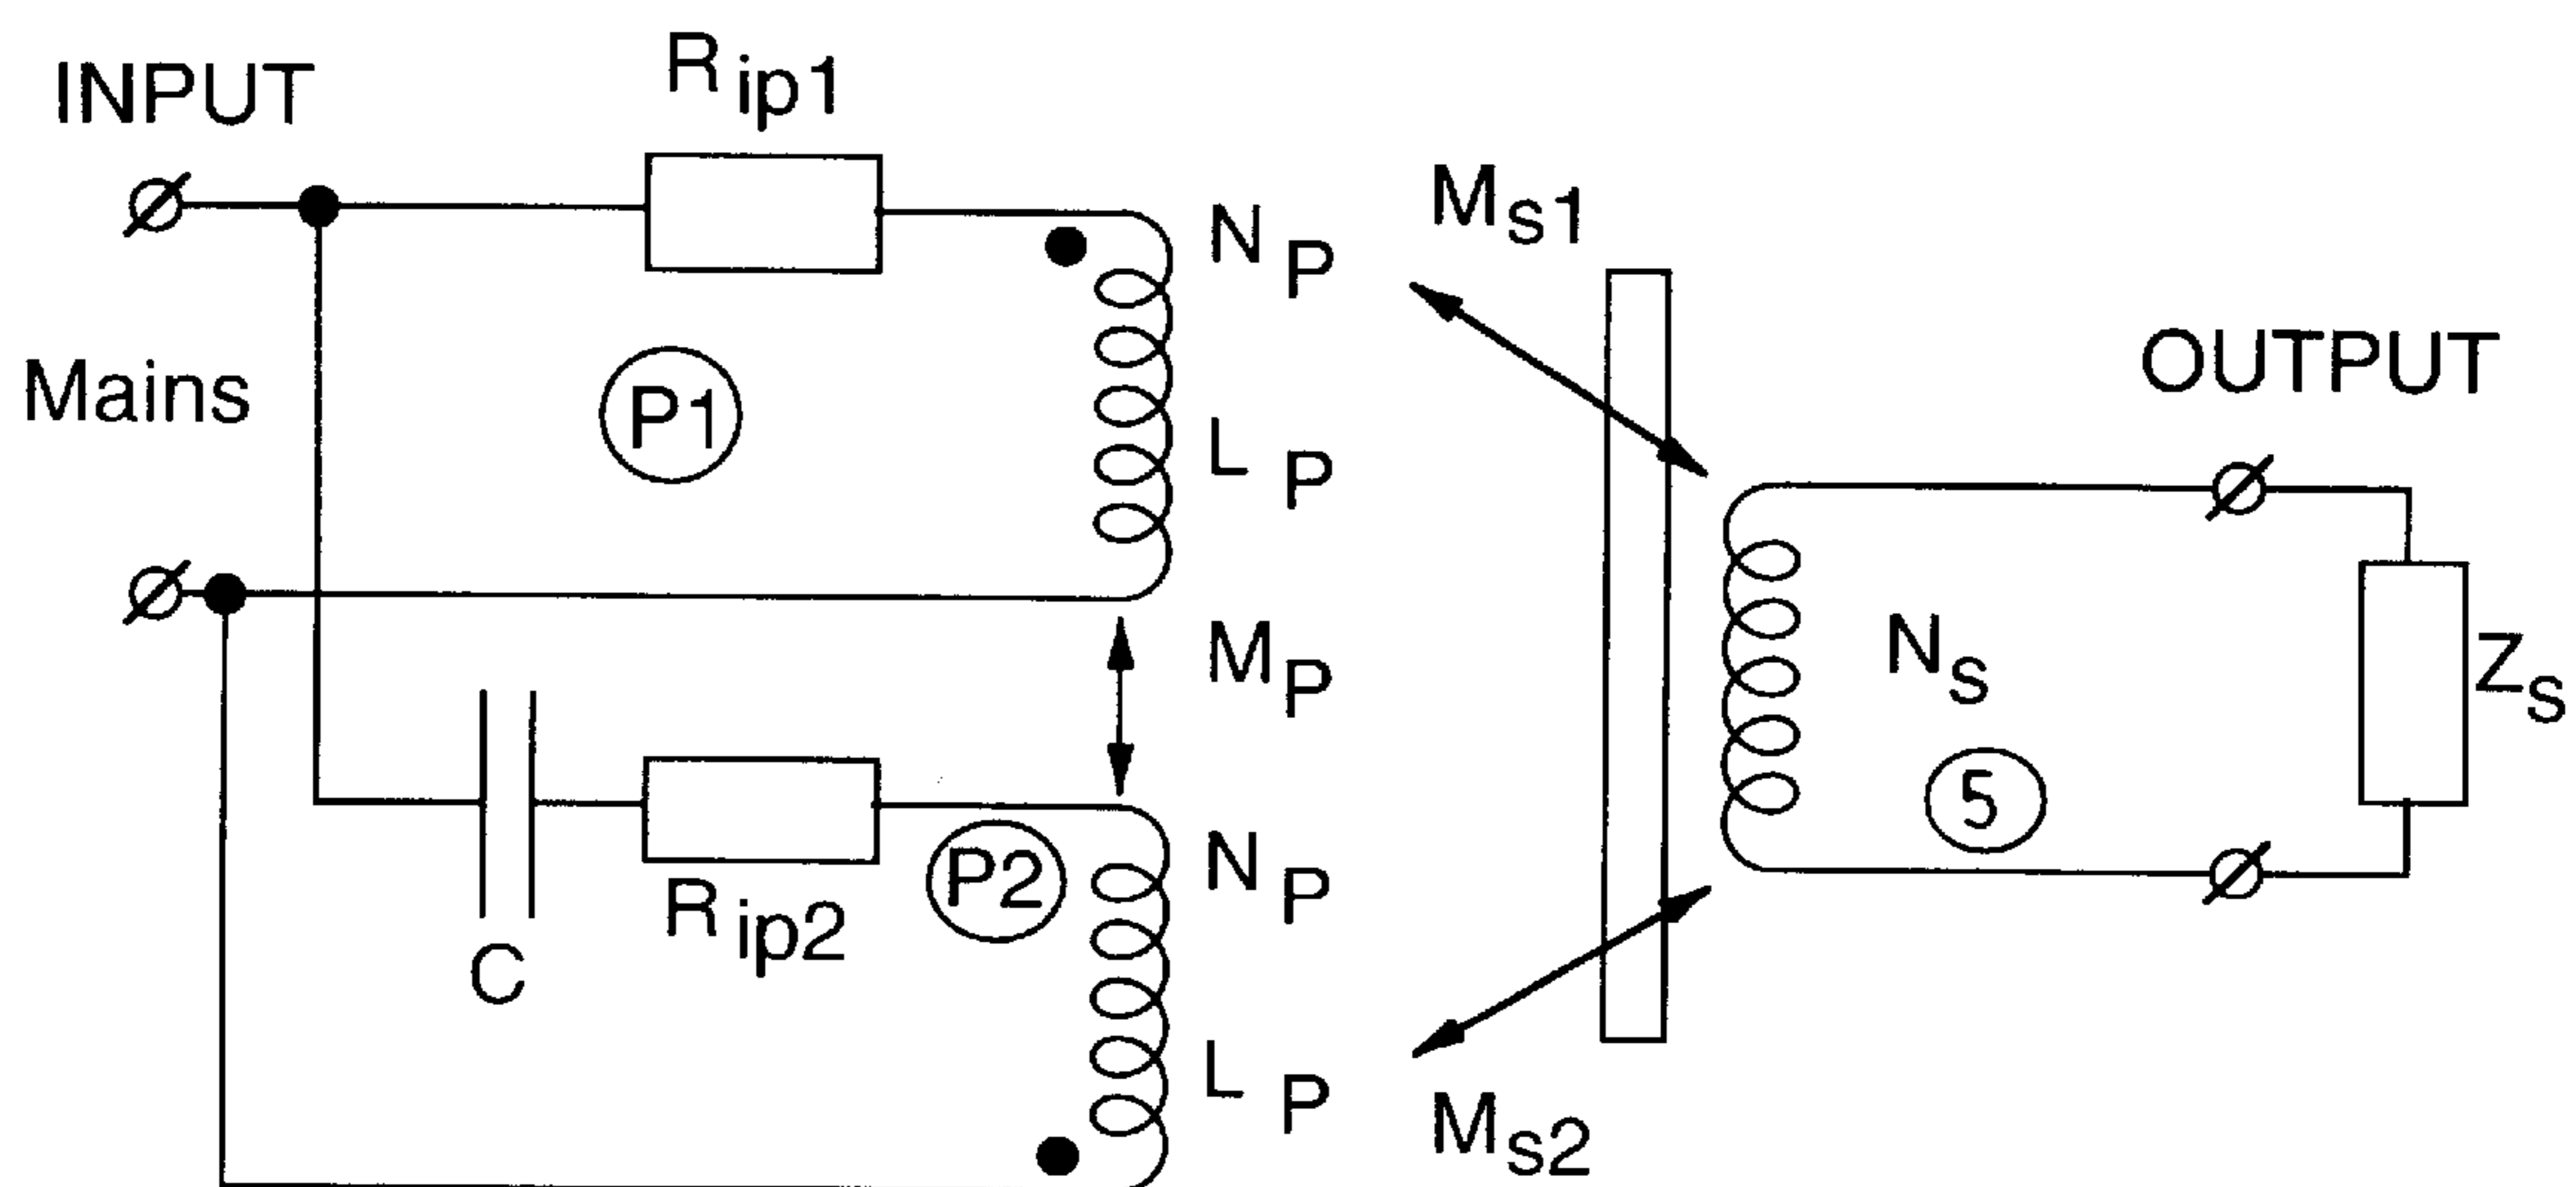 INPUT
R ip1
Mains
P1
N P
L P
M P
C
R ip2
P2
N P
L P
M S1
M S2
OUTPUT
N S
5
Z S